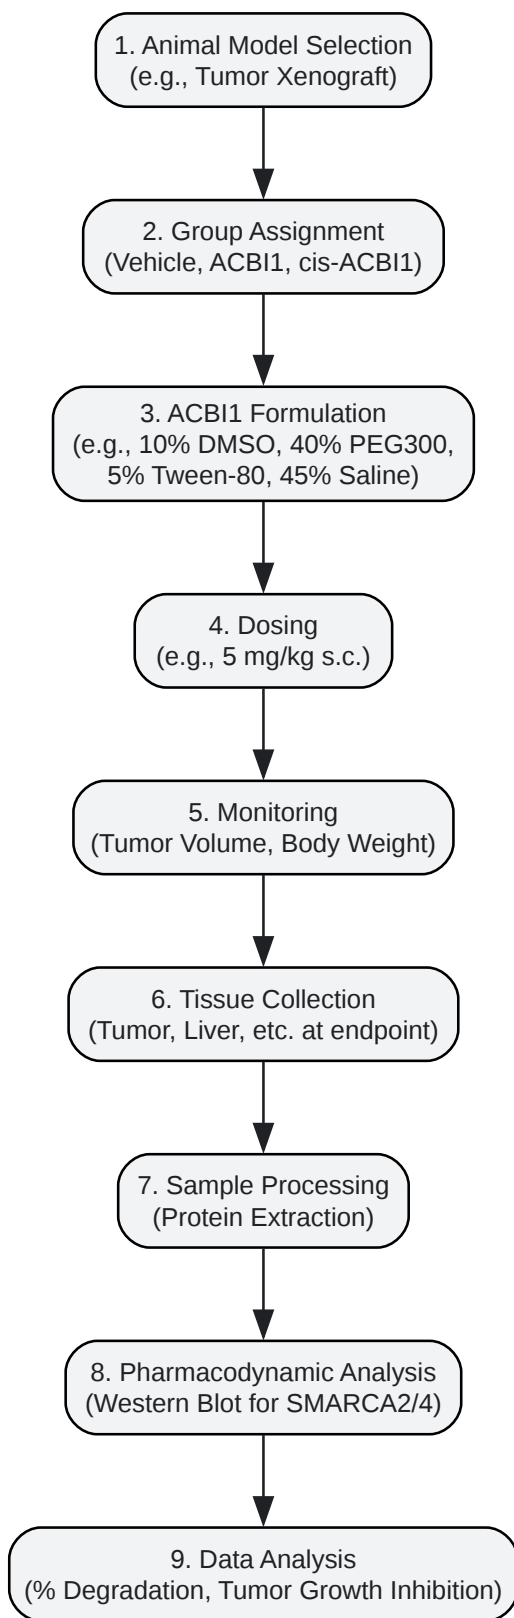 1. Animal Model Selection
(e.g., Tumor Xenograft)
2. Group Assignment
(Vehicle, ACBI1, cis-ACBI1)
3. ACBI1 Formulation
(e.g., 10% DMSO, 40% PEG300,
5% Tween-80, 45% Saline)
4. Dosing
(e.g., 5 mg/kg s.c.)
5. Monitoring
(Tumor Volume, Body Weight)
6. Tissue Collection
(Tumor, Liver, etc. at endpoint)
7. Sample Processing
(Protein Extraction)
8. Pharmacodynamic Analysis
(Western Blot for SMARCA2/4)
9. Data Analysis
(% Degradation, Tumor Growth Inhibition)